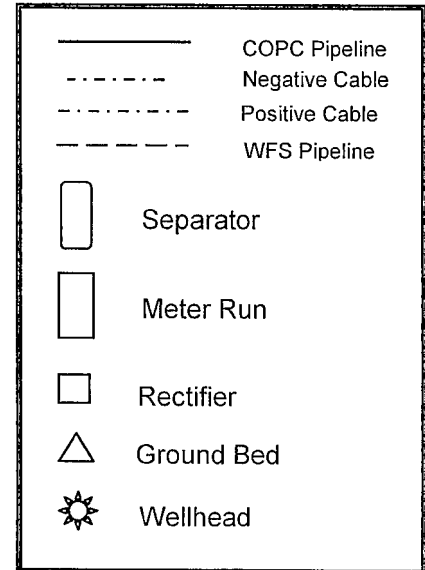 COPC Pipeline
Negative Cable
Positive Cable
WFS Pipeline
Separator
Meter Run
Rectifier
Ground Bed
Wellhead